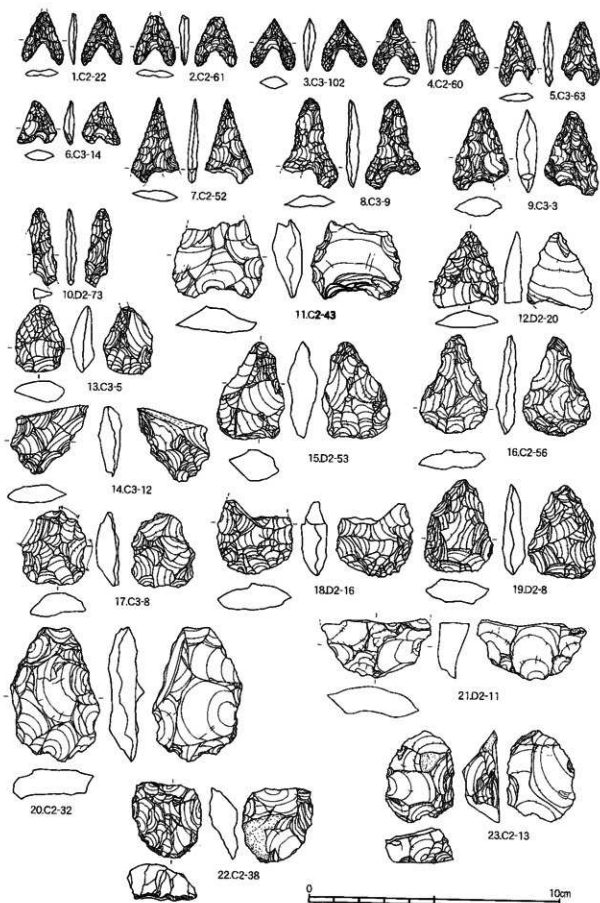 1.C2-22
2.C2-61
3.C3-102
4.C2-60
5.C3-63
6.C3-14
7.C2-52
8.C3-9
9.C3-3
10.D2-73
11.C2-43
12.D2-20
13.C3-5
14.C3-12
15.D2-53
16.C2-56
17.C3-8
18.D2-16
19.D2-8
20.C2-32
21.D2-11
22.C2-38
23.C2-13
0 10cm